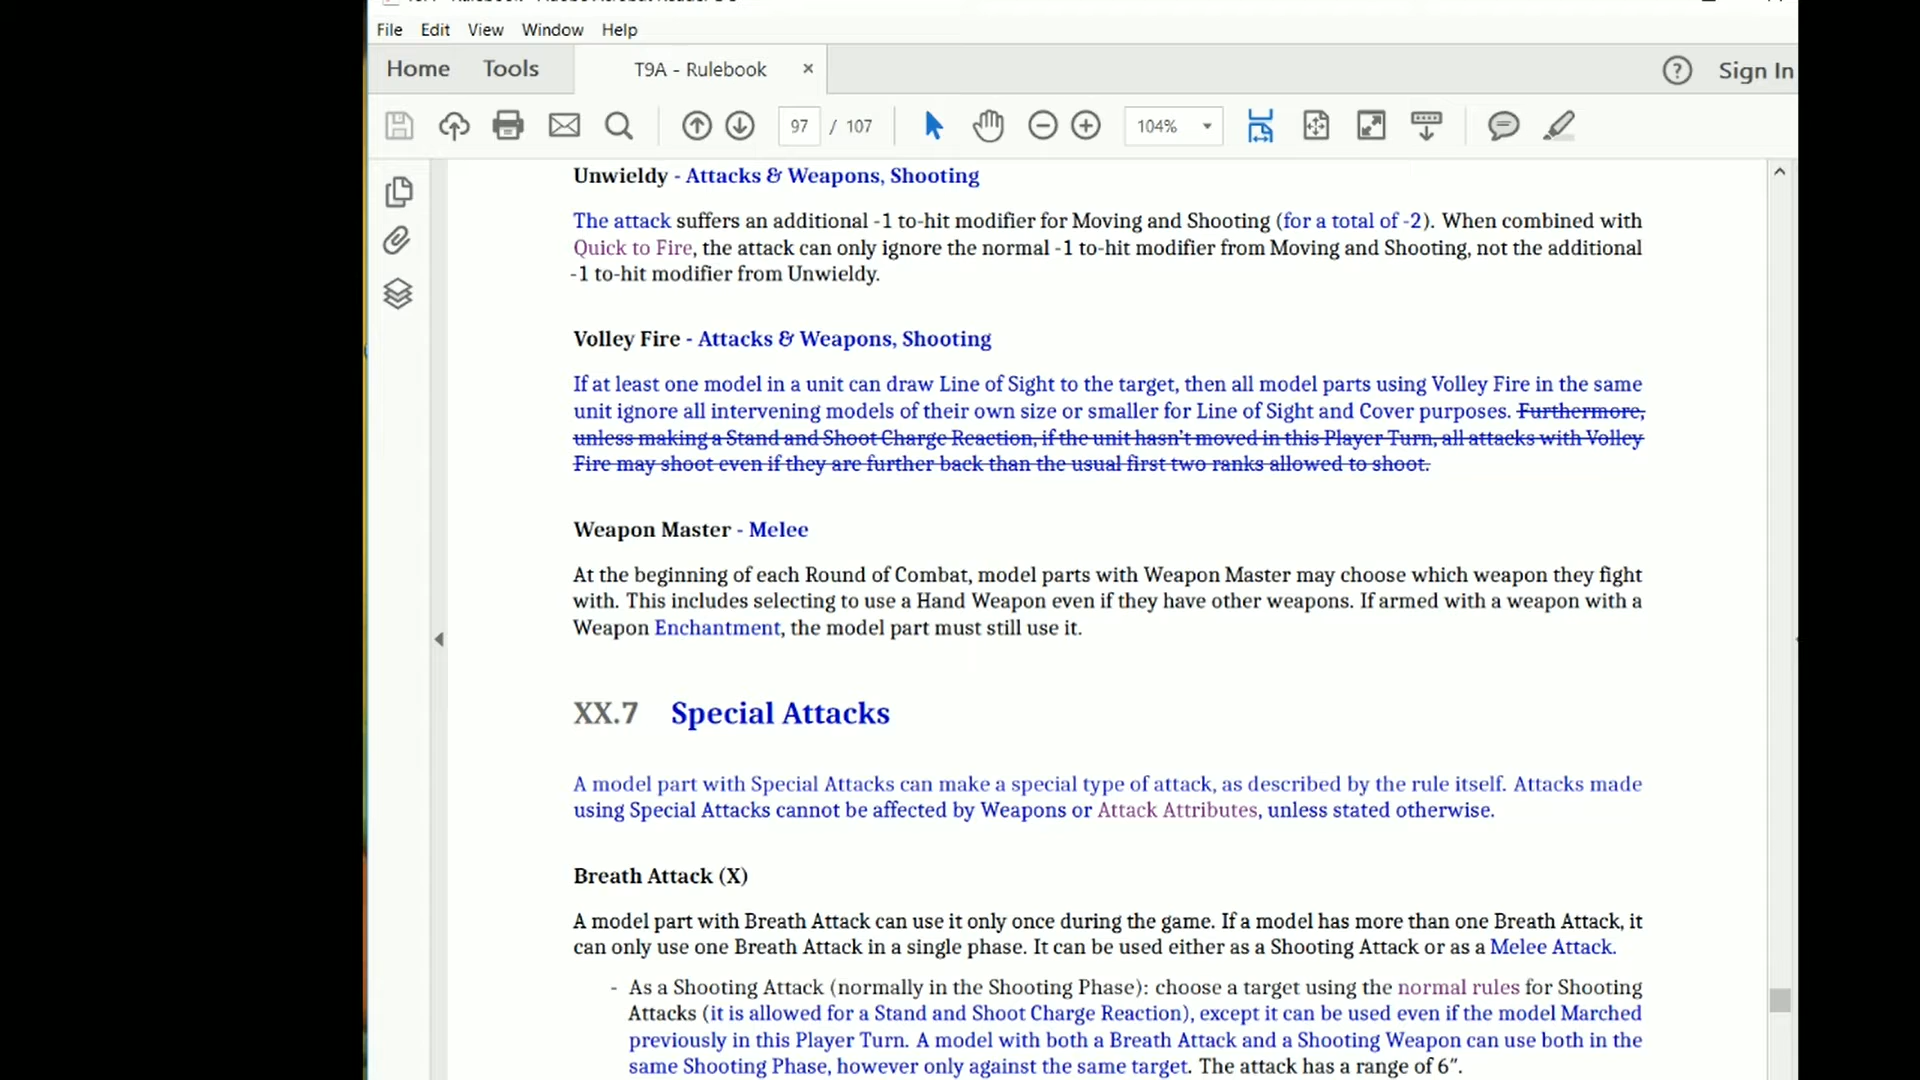 File Edit View Window Help
Home Tools T9A - Rulebook × ? Sign In
97 / 107 104%
Unwieldy - Attacks & Weapons, Shooting
The attack suffers an additional -1 to-hit modifier for Moving and Shooting (for a total of -2). When combined with
Quick to Fire, the attack can only ignore the normal -1 to-hit modifier from Moving and Shooting, not the additional
-1 to-hit modifier from Unwieldy.
Volley Fire - Attacks & Weapons, Shooting
If at least one model in a unit can draw Line of Sight to the target, then all model parts using Volley Fire in the same
unit ignore all intervening models of their own size or smaller for Line of Sight and Cover purposes. Furthermore,
unless making a Stand and Shoot Charge Reaction, if the unit hasn't moved in this Player Turn, all attacks with Volley
Fire may shoot even if they are further back than the usual first two ranks allowed to shoot.
Weapon Master - Melee
At the beginning of each Round of Combat, model parts with Weapon Master may choose which weapon they fight
with. This includes selecting to use a Hand Weapon even if they have other weapons. If armed with a weapon with a
Weapon Enchantment, the model part must still use it.
XX.7 Special Attacks
A model part with Special Attacks can make a special type of attack, as described by the rule itself. Attacks made
using Special Attacks cannot be affected by Weapons or Attack Attributes, unless stated otherwise.
Breath Attack (X)
A model part with Breath Attack can use it only once during the game. If a model has more than one Breath Attack, it
can only use one Breath Attack in a single phase. It can be used either as a Shooting Attack or as a Melee Attack.
- As a Shooting Attack (normally in the Shooting Phase): choose a target using the normal rules for Shooting
Attacks (it is allowed for a Stand and Shoot Charge Reaction), except it can be used even if the model Marched
previously in this Player Turn. A model with both a Breath Attack and a Shooting Weapon can use both in the
same Shooting Phase, however only against the same target. The attack has a range of 6″.